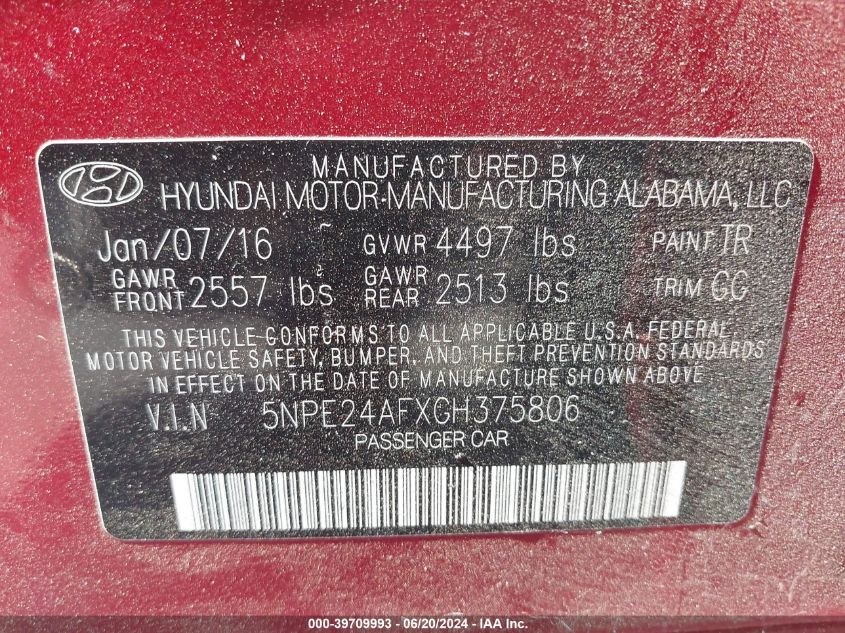 MANUFACTURED BY
HYUNDAI MOTOR MANUFACTURING ALABAMA, LLC
Jan/07/16 GVWR 4497 lbs PAINT TR
GAWR FRONT 2557 lbs GAWR REAR 2513 lbs TRIM GG
THIS VEHICLE CONFORMS TO ALL APPLICABLE U.S.A. FEDERAL
MOTOR VEHICLE SAFETY, BUMPER, AND THEFT PREVENTION STANDARDS
IN EFFECT ON THE DATE OF MANUFACTURE SHOWN ABOVE.
V.I.N 5NPE24AFXGH375806
PASSENGER CAR
000-39709993 - 06/20/2024 - IAA, Inc.